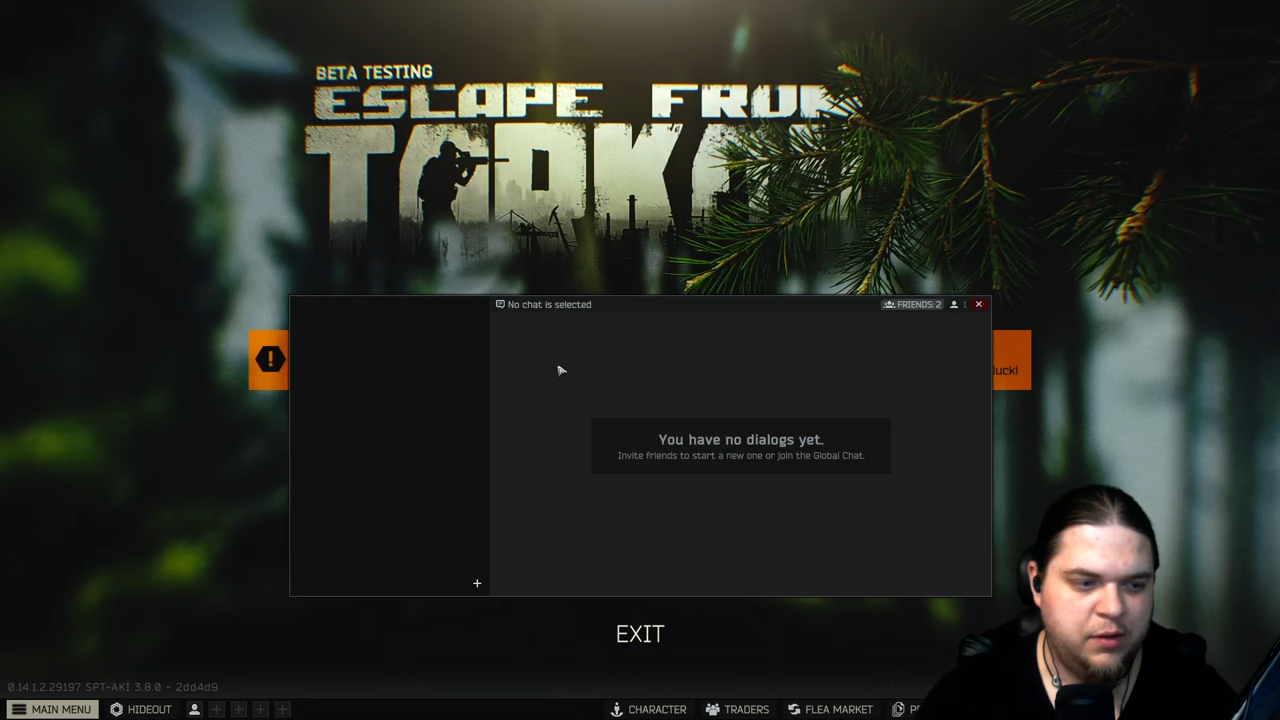 BETA TESTING
ESCAPE FROM
No chat is selected
FRIENDS: 2
1
luck!
You have no dialogs yet.
Invite friends to start a new one or join the Global Chat.
+
EXIT
0.14.1.2.29197 SPT-AKI 3.8.0 - 2dd4d9
MAIN MENU
HIDEOUT
CHARACTER
TRADERS
FLEA MARKET